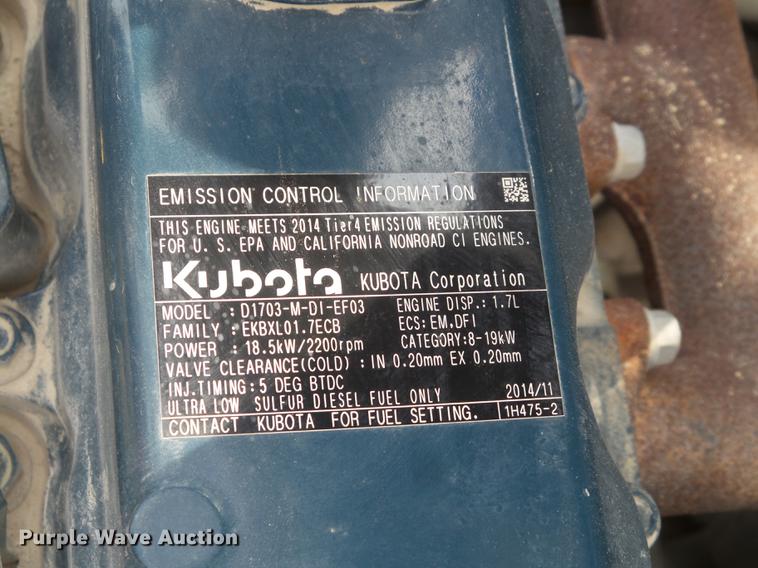 EMISSION CONTROL INFORMATION
THIS ENGINE MEETS 2014 Tier4 EMISSION REGULATIONS
FOR U. S. EPA AND CALIFORNIA NONROAD CI ENGINES.
Kubota KUBOTA Corporation
MODEL : D1703-M-DI-EF03 ENGINE DISP.: 1.7L
FAMILY : EKBXL01.7ECB ECS: EM,DFI
POWER : 18.5kW/2200rpm CATEGORY:8-19kW
VALVE CLEARANCE(COLD) : IN 0.20mm EX 0.20mm
INJ.TIMING:5 DEG BTDC
ULTRA LOW SULFUR DIESEL FUEL ONLY 2014/11
CONTACT KUBOTA FOR FUEL SETTING. 1H475-2
Purple Wave Auction